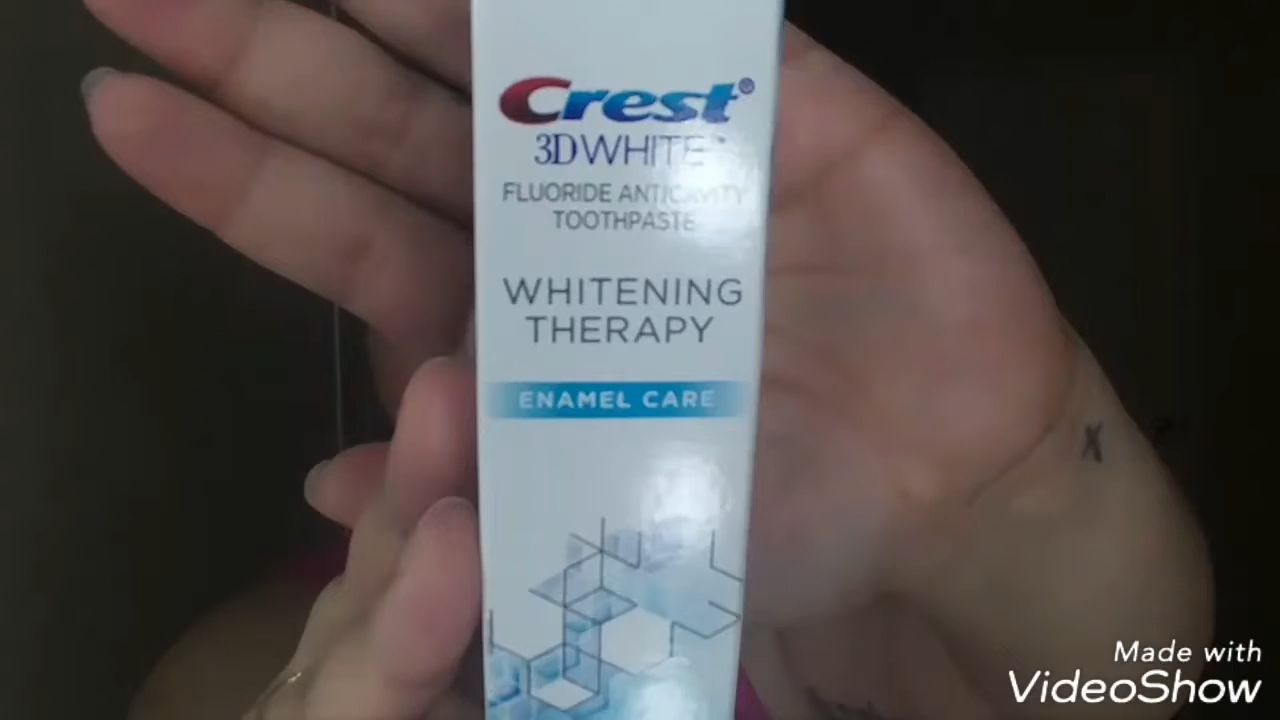 Crest®
3D WHITE
FLUORIDE ANTICAVITY
TOOTHPASTE
WHITENING
THERAPY
ENAMEL CARE
X
Made with
VideoShow